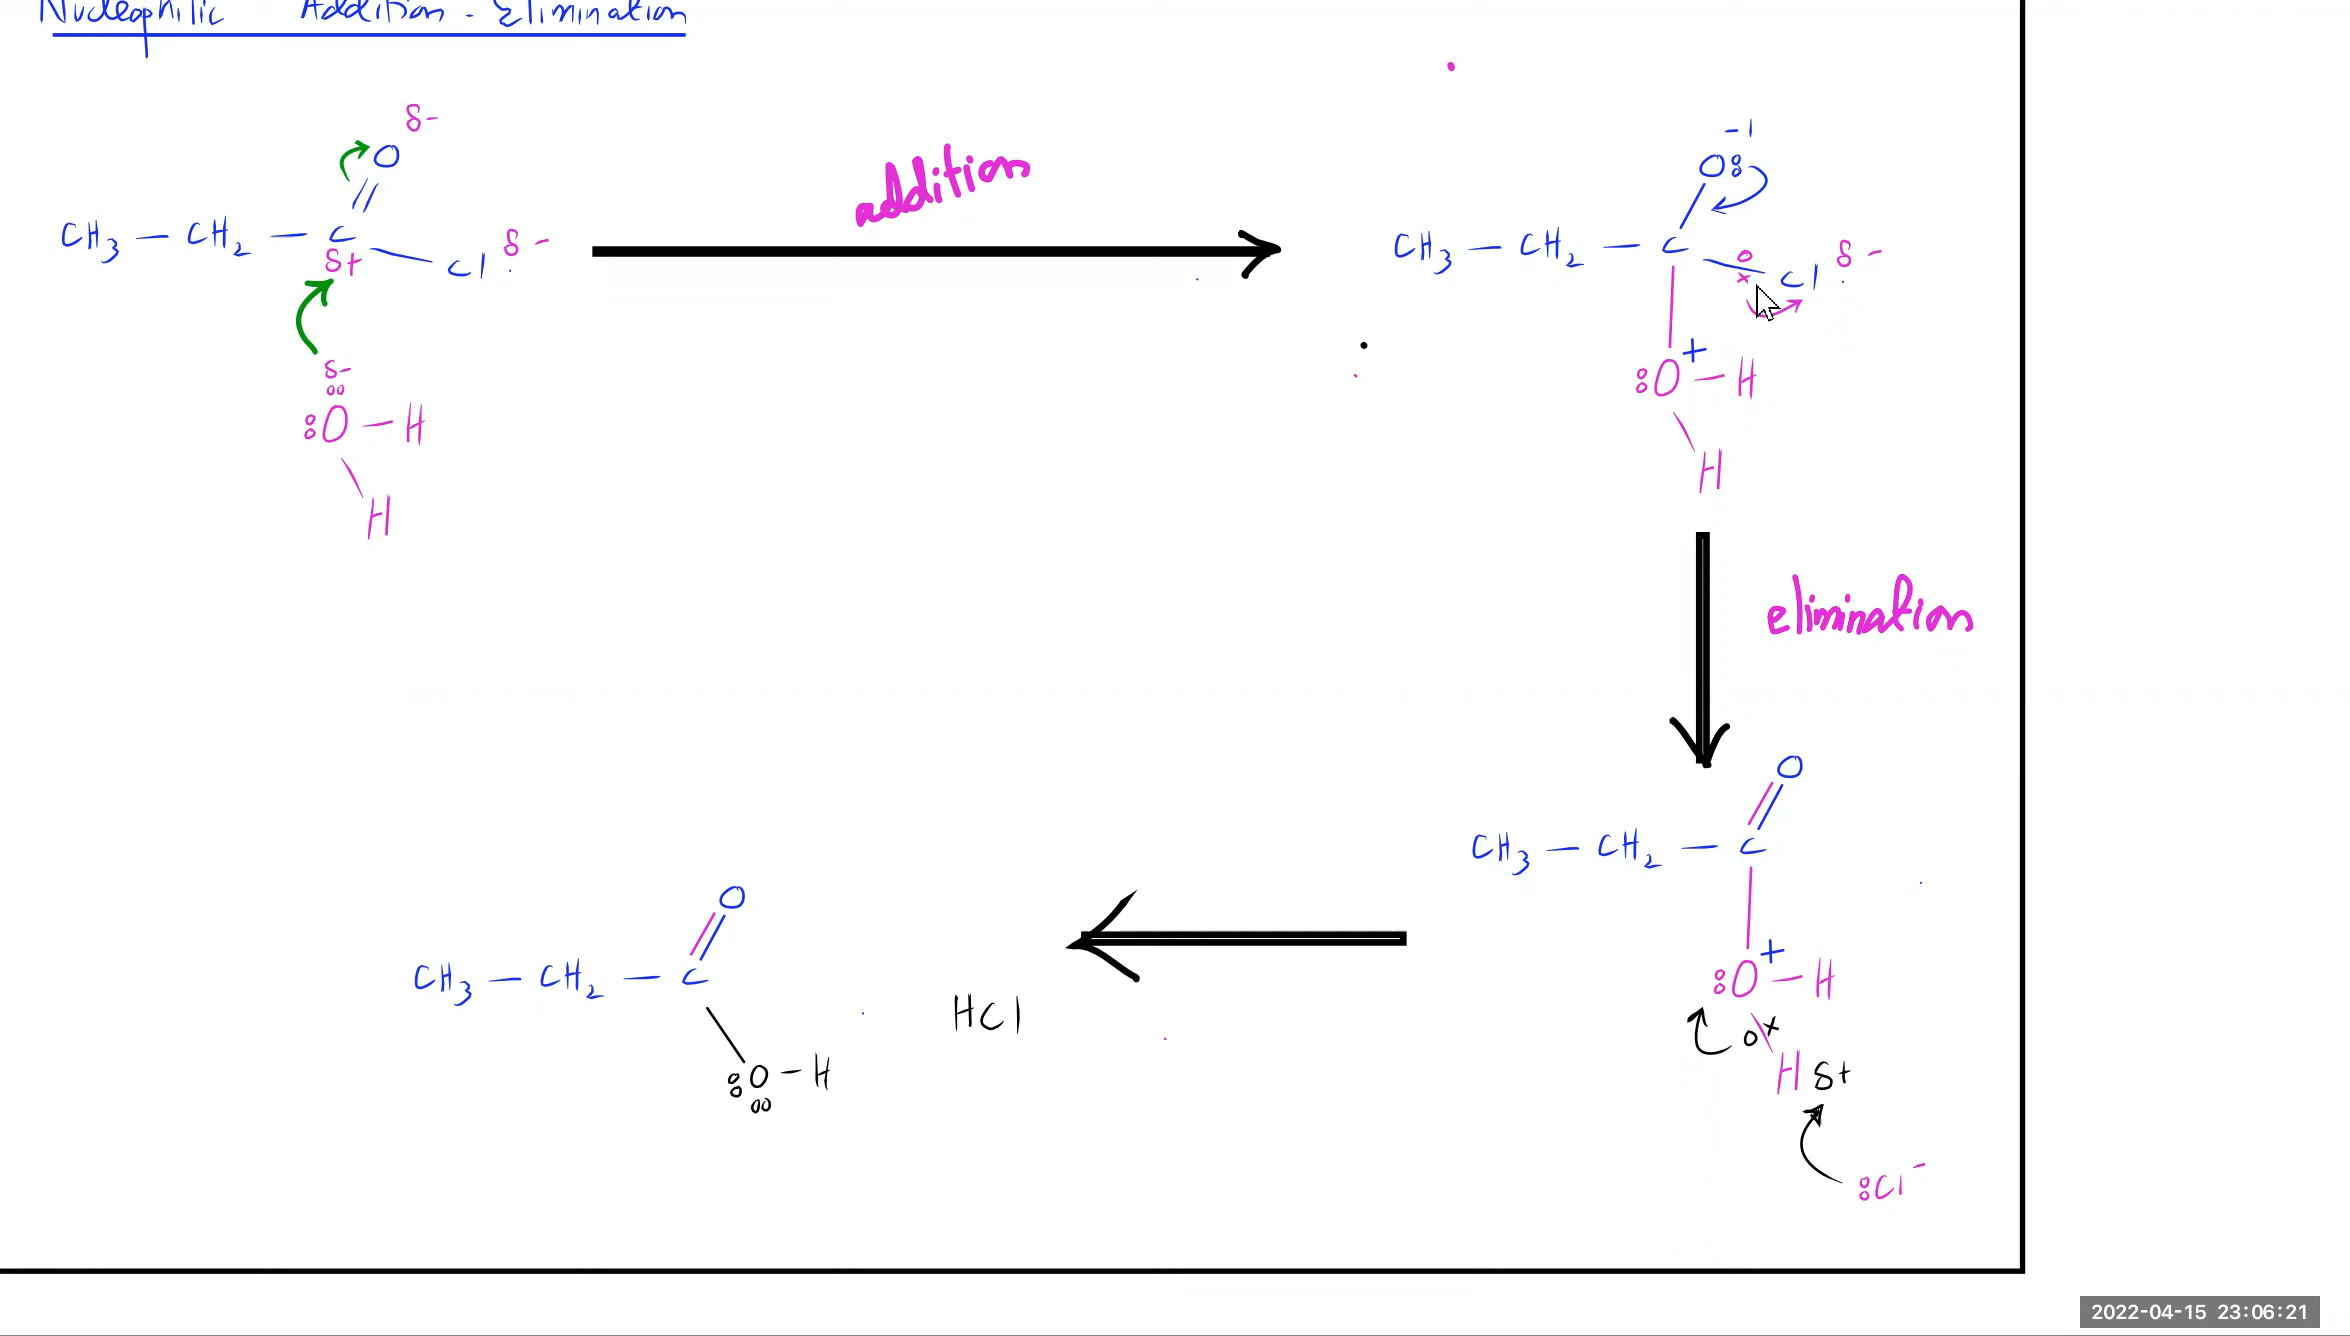 Nucleophilic Addition - Elimination
δ-
O
CH3 — CH2 — C
δ+
Cl δ-
δ-
:O — H
H
addition
-1
O:
CH3 — CH2 — C
Cl δ-
+
:O — H
H
elimination
O
CH3 — CH2 — C
+
:O — H
H δ+
:Cl-
O
CH3 — CH2 — C
:O — H
HCl
2022-04-15 23:06:21